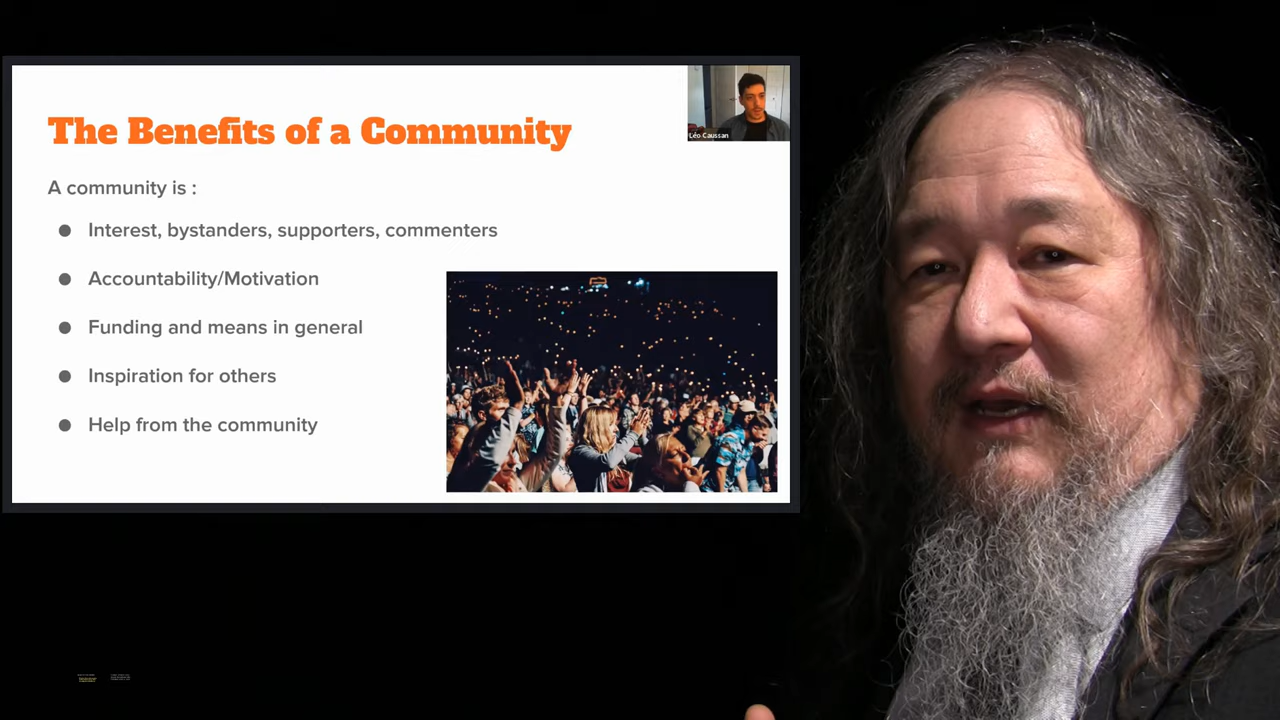 The Benefits of a Community
Léo Caussan
A community is :
Interest, bystanders, supporters, commenters
Accountability/Motivation
Funding and means in general
Inspiration for others
Help from the community